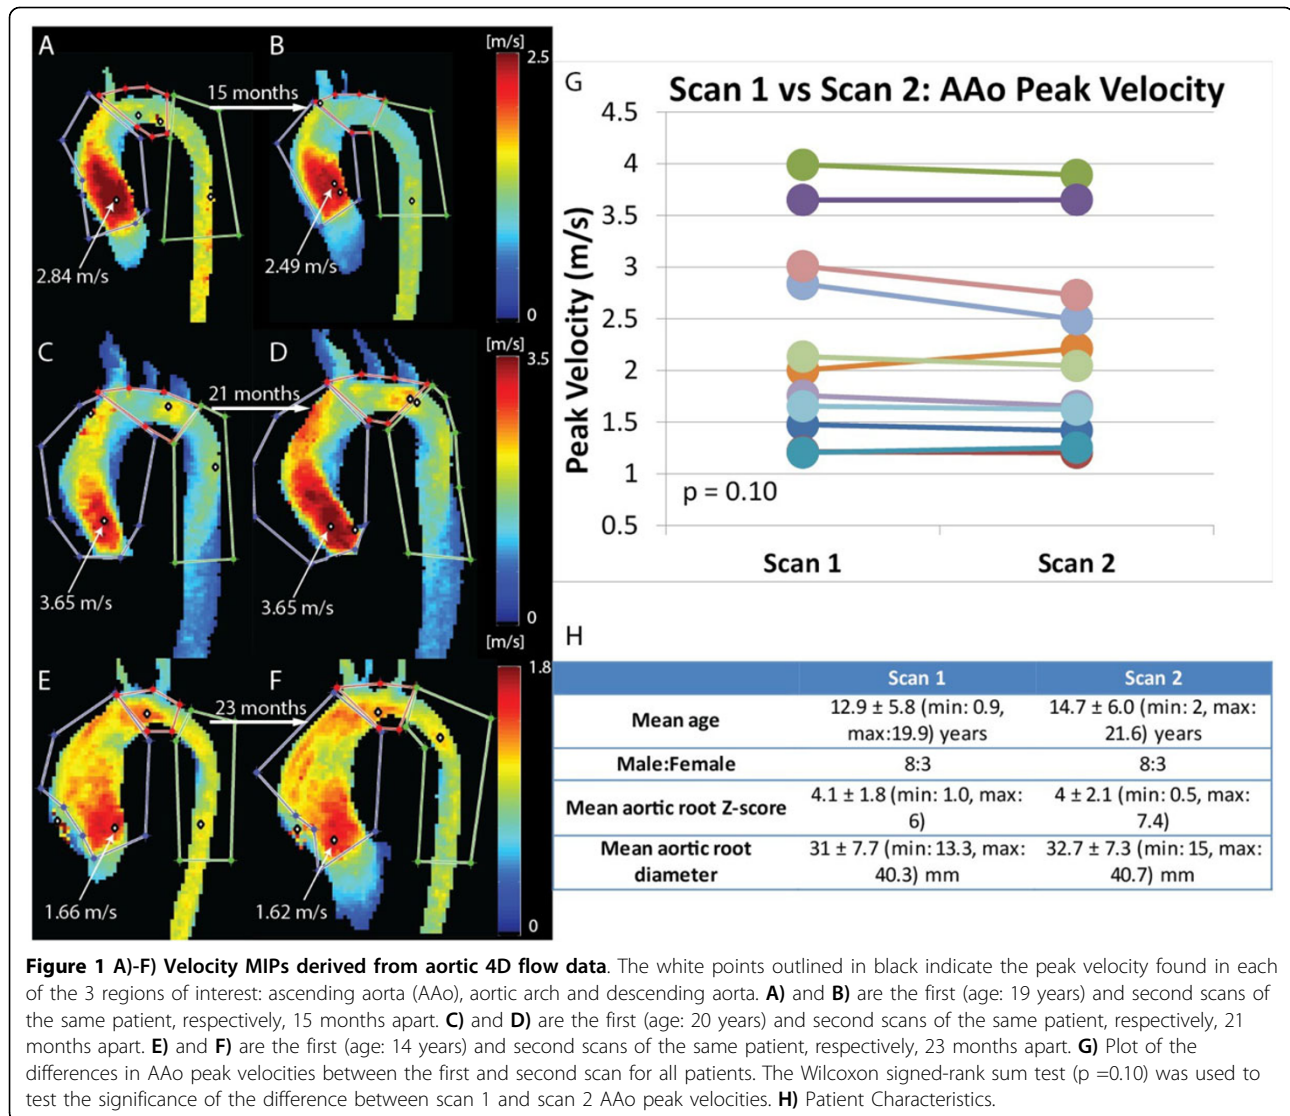 A
B
[m/s]
2.5
15 months
2.84 m/s
2.49 m/s
0
C
D
[m/s]
3.5
21 months
3.65 m/s
3.65 m/s
0
E
F
[m/s]
1.8
23 months
1.66 m/s
1.62 m/s
0
G
Scan 1 vs Scan 2: AAo Peak Velocity
Peak Velocity (m/s)
4.5
4
3.5
3
2.5
2
1.5
1
0.5
p = 0.10
Scan 1
Scan 2
H
Scan 1 Scan 2
Mean age 12.9 ± 5.8 (min: 0.9, 14.7 ± 6.0 (min: 2, max:
max:19.9) years 21.6) years
Male:Female 8:3 8:3
Mean aortic root Z-score 4.1 ± 1.8 (min: 1.0, max: 4 ± 2.1 (min: 0.5, max:
6) 7.4)
Mean aortic root 31 ± 7.7 (min: 13.3, max: 32.7 ± 7.3 (min: 15, max:
diameter 40.3) mm 40.7) mm
Figure 1 A)-F) Velocity MIPs derived from aortic 4D flow data. The white points outlined in black indicate the peak velocity found in each
of the 3 regions of interest: ascending aorta (AAo), aortic arch and descending aorta. A) and B) are the first (age: 19 years) and second scans of
the same patient, respectively, 15 months apart. C) and D) are the first (age: 20 years) and second scans of the same patient, respectively, 21
months apart. E) and F) are the first (age: 14 years) and second scans of the same patient, respectively, 23 months apart. G) Plot of the
differences in AAo peak velocities between the first and second scan for all patients. The Wilcoxon signed-rank sum test (p =0.10) was used to
test the significance of the difference between scan 1 and scan 2 AAo peak velocities. H) Patient Characteristics.